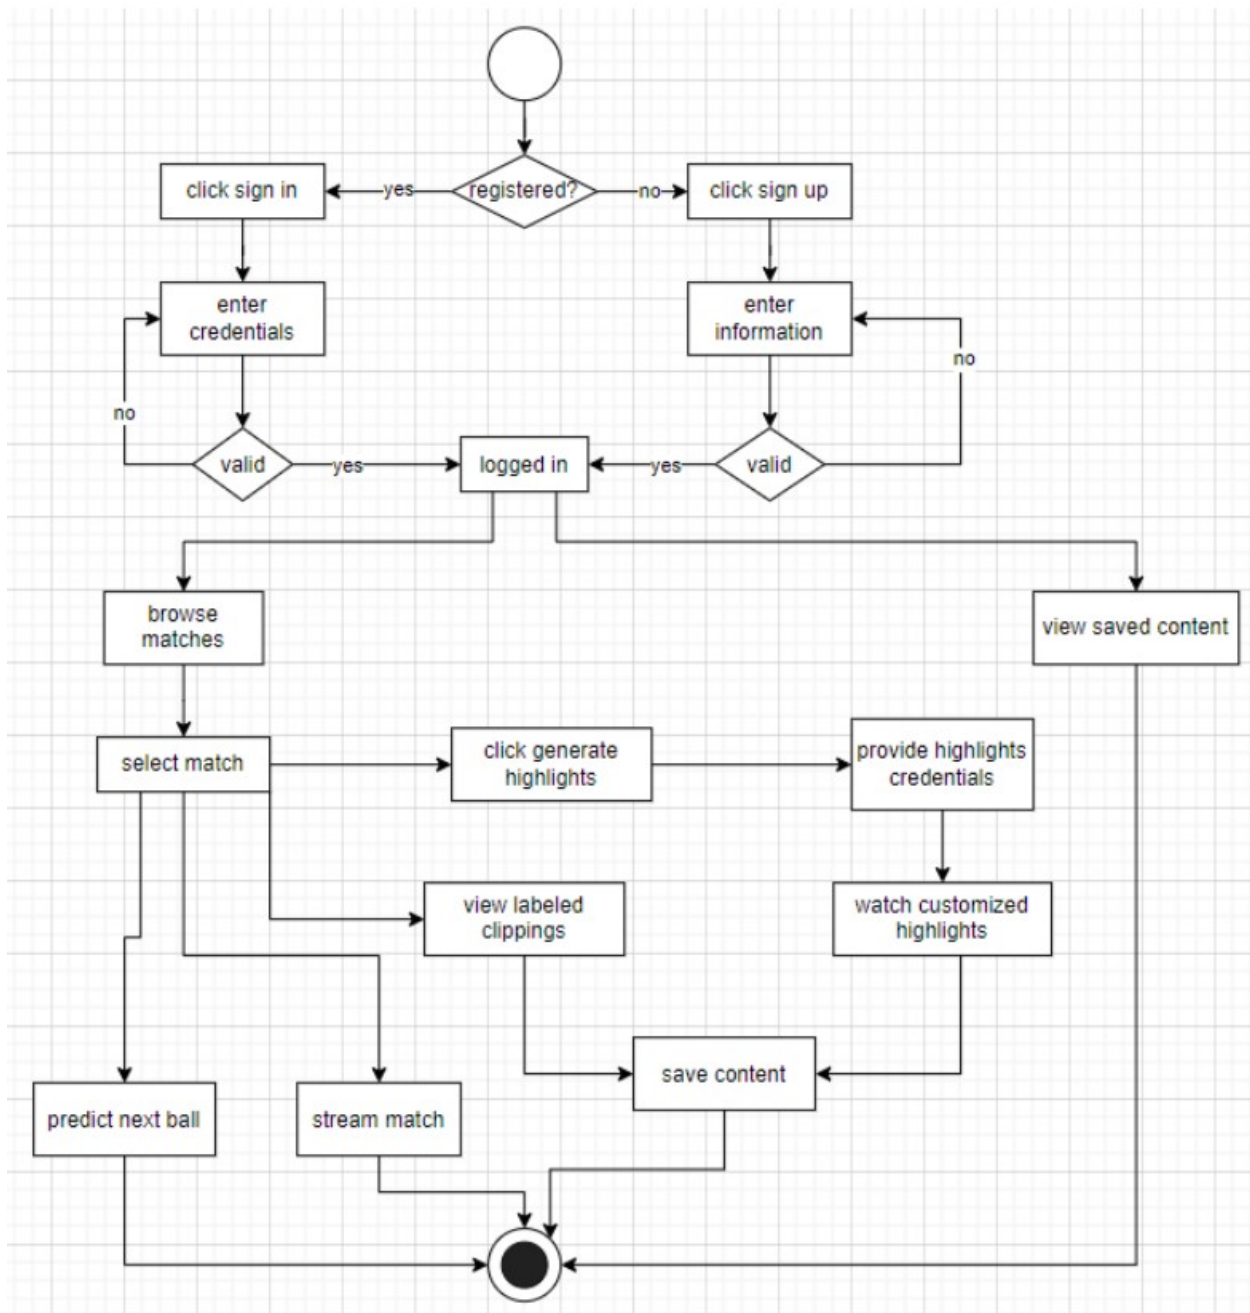 click sign in
yes
registered?
no
click sign up
enter
credentials
enter
information
no
no
valid
yes
logged in
yes
valid
browse
matches
view saved content
select match
click generate
highlights
provide highlights
credentials
view labeled
clippings
watch customized
highlights
save content
predict next ball
stream match